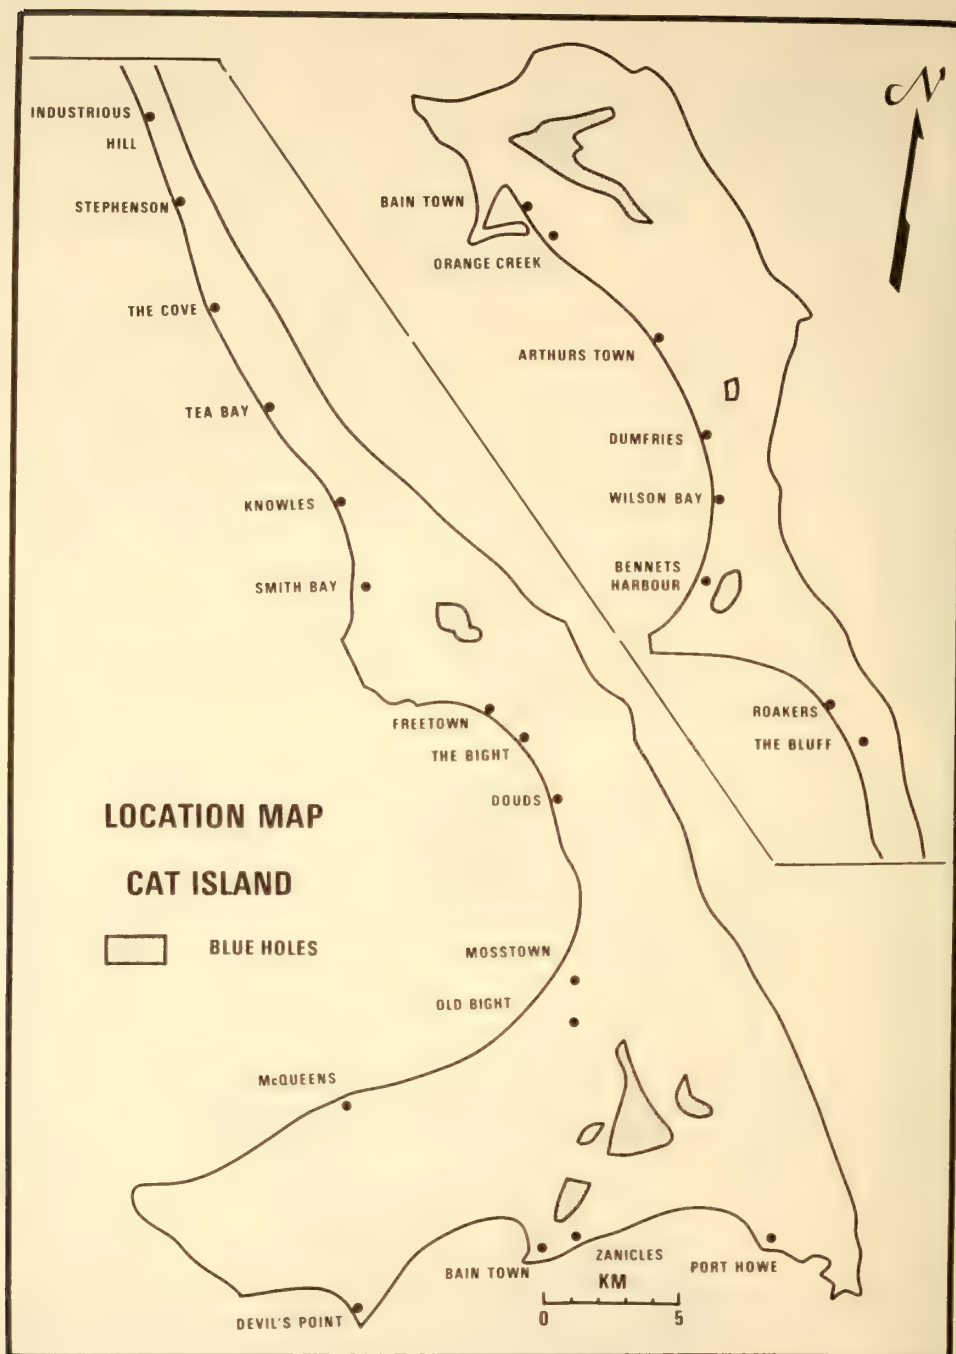 N
INDUSTRIOUS
HILL
STEPHENSON
THE COVE
TEA BAY
KNOWLES
SMITH BAY
FREETOWN
THE BIGHT
DOUDS
MOSSTOWN
OLD BIGHT
McQUEENS
DEVIL'S POINT
BAIN TOWN
ZANICLES
PORT HOWE
BAIN TOWN
ORANGE CREEK
ARTHURS TOWN
DUMFRIES
WILSON BAY
BENNETS
HARBOUR
ROAKERS
THE BLUFF
LOCATION MAP
CAT ISLAND
BLUE HOLES
KM
0 5